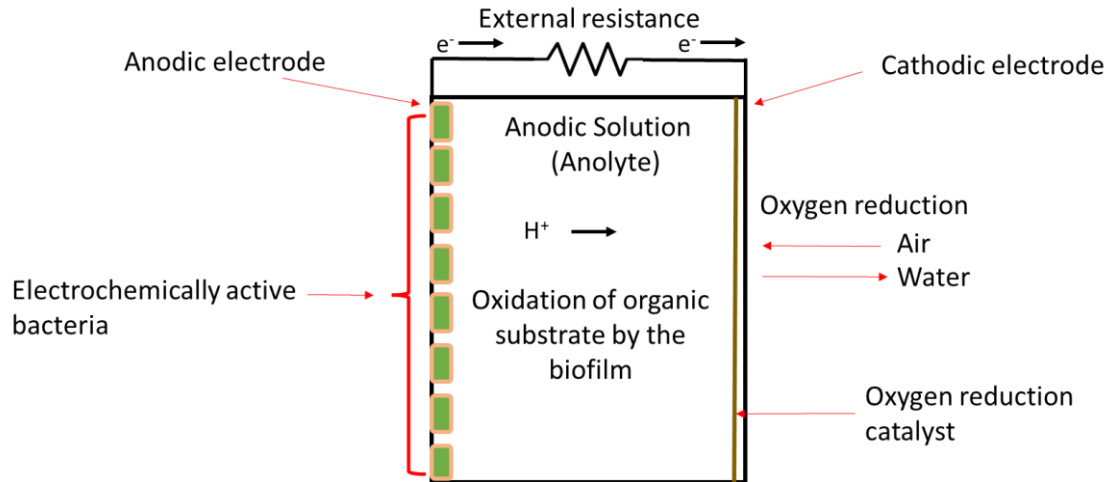 External resistance
e⁻
e⁻
Anodic electrode
Cathodic electrode
Anodic Solution
(Anolyte)
Oxygen reduction
H⁺
Air
Water
Electrochemically active
bacteria
Oxidation of organic
substrate by the
biofilm
Oxygen reduction
catalyst